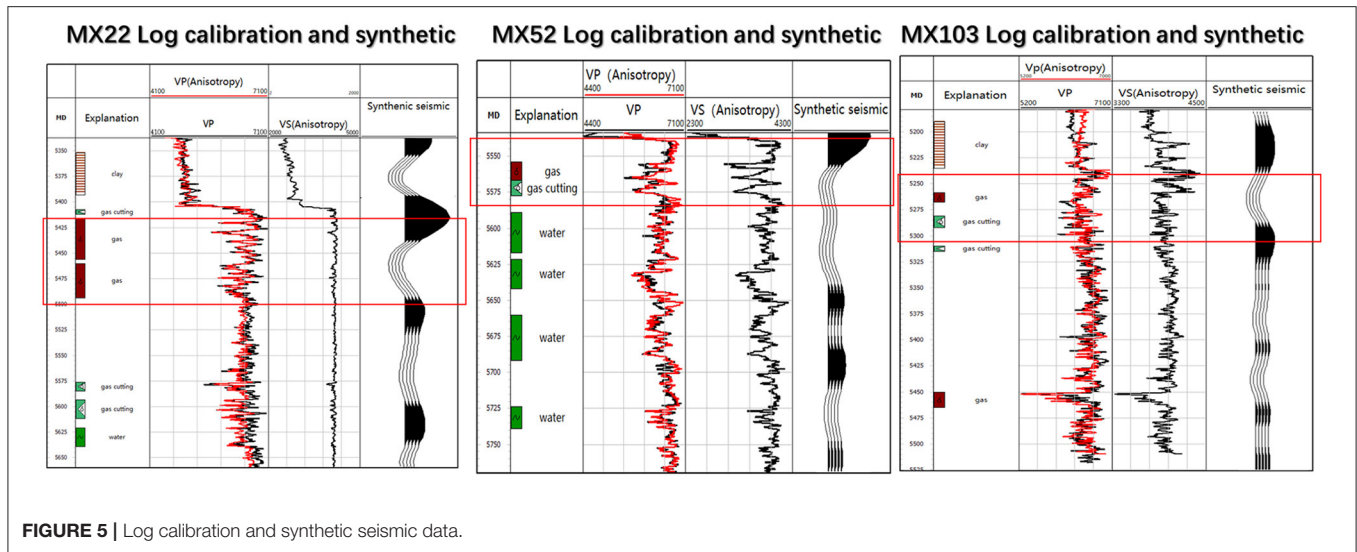 MX22 Log calibration and synthetic
MX52 Log calibration and synthetic
MX103 Log calibration and synthetic
MD
Explanation
VP(Anisotropy)
4100 7100
VP
4100 7100
2000
VS(Anisotropy)
2000 5000
Synthenic seismic
5350
5375
5400
5425
5450
5475
5500
5525
5550
5575
5600
5625
5650
clay
gas cutting
gas
gas
gas cutting
gas cutting
water
MD
Explanation
VP (Anisotropy)
4400 7100
VP
4400 7100
VS (Anisotropy)
2300 4300
Synthetic seismic
5550
5575
5600
5625
5650
5675
5700
5725
5750
gas
gas cutting
water
water
water
water
MD
Explanation
Vp(Anisotropy)
5200 7000
VP
5200 7100
VS(Anisotropy)
3300 4500
Synthetic seismic
5200
5225
5250
5275
5300
5325
5350
5375
5400
5425
5450
5475
5500
5525
clay
gas
gas cutting
gas cutting
gas
FIGURE 5 | Log calibration and synthetic seismic data.